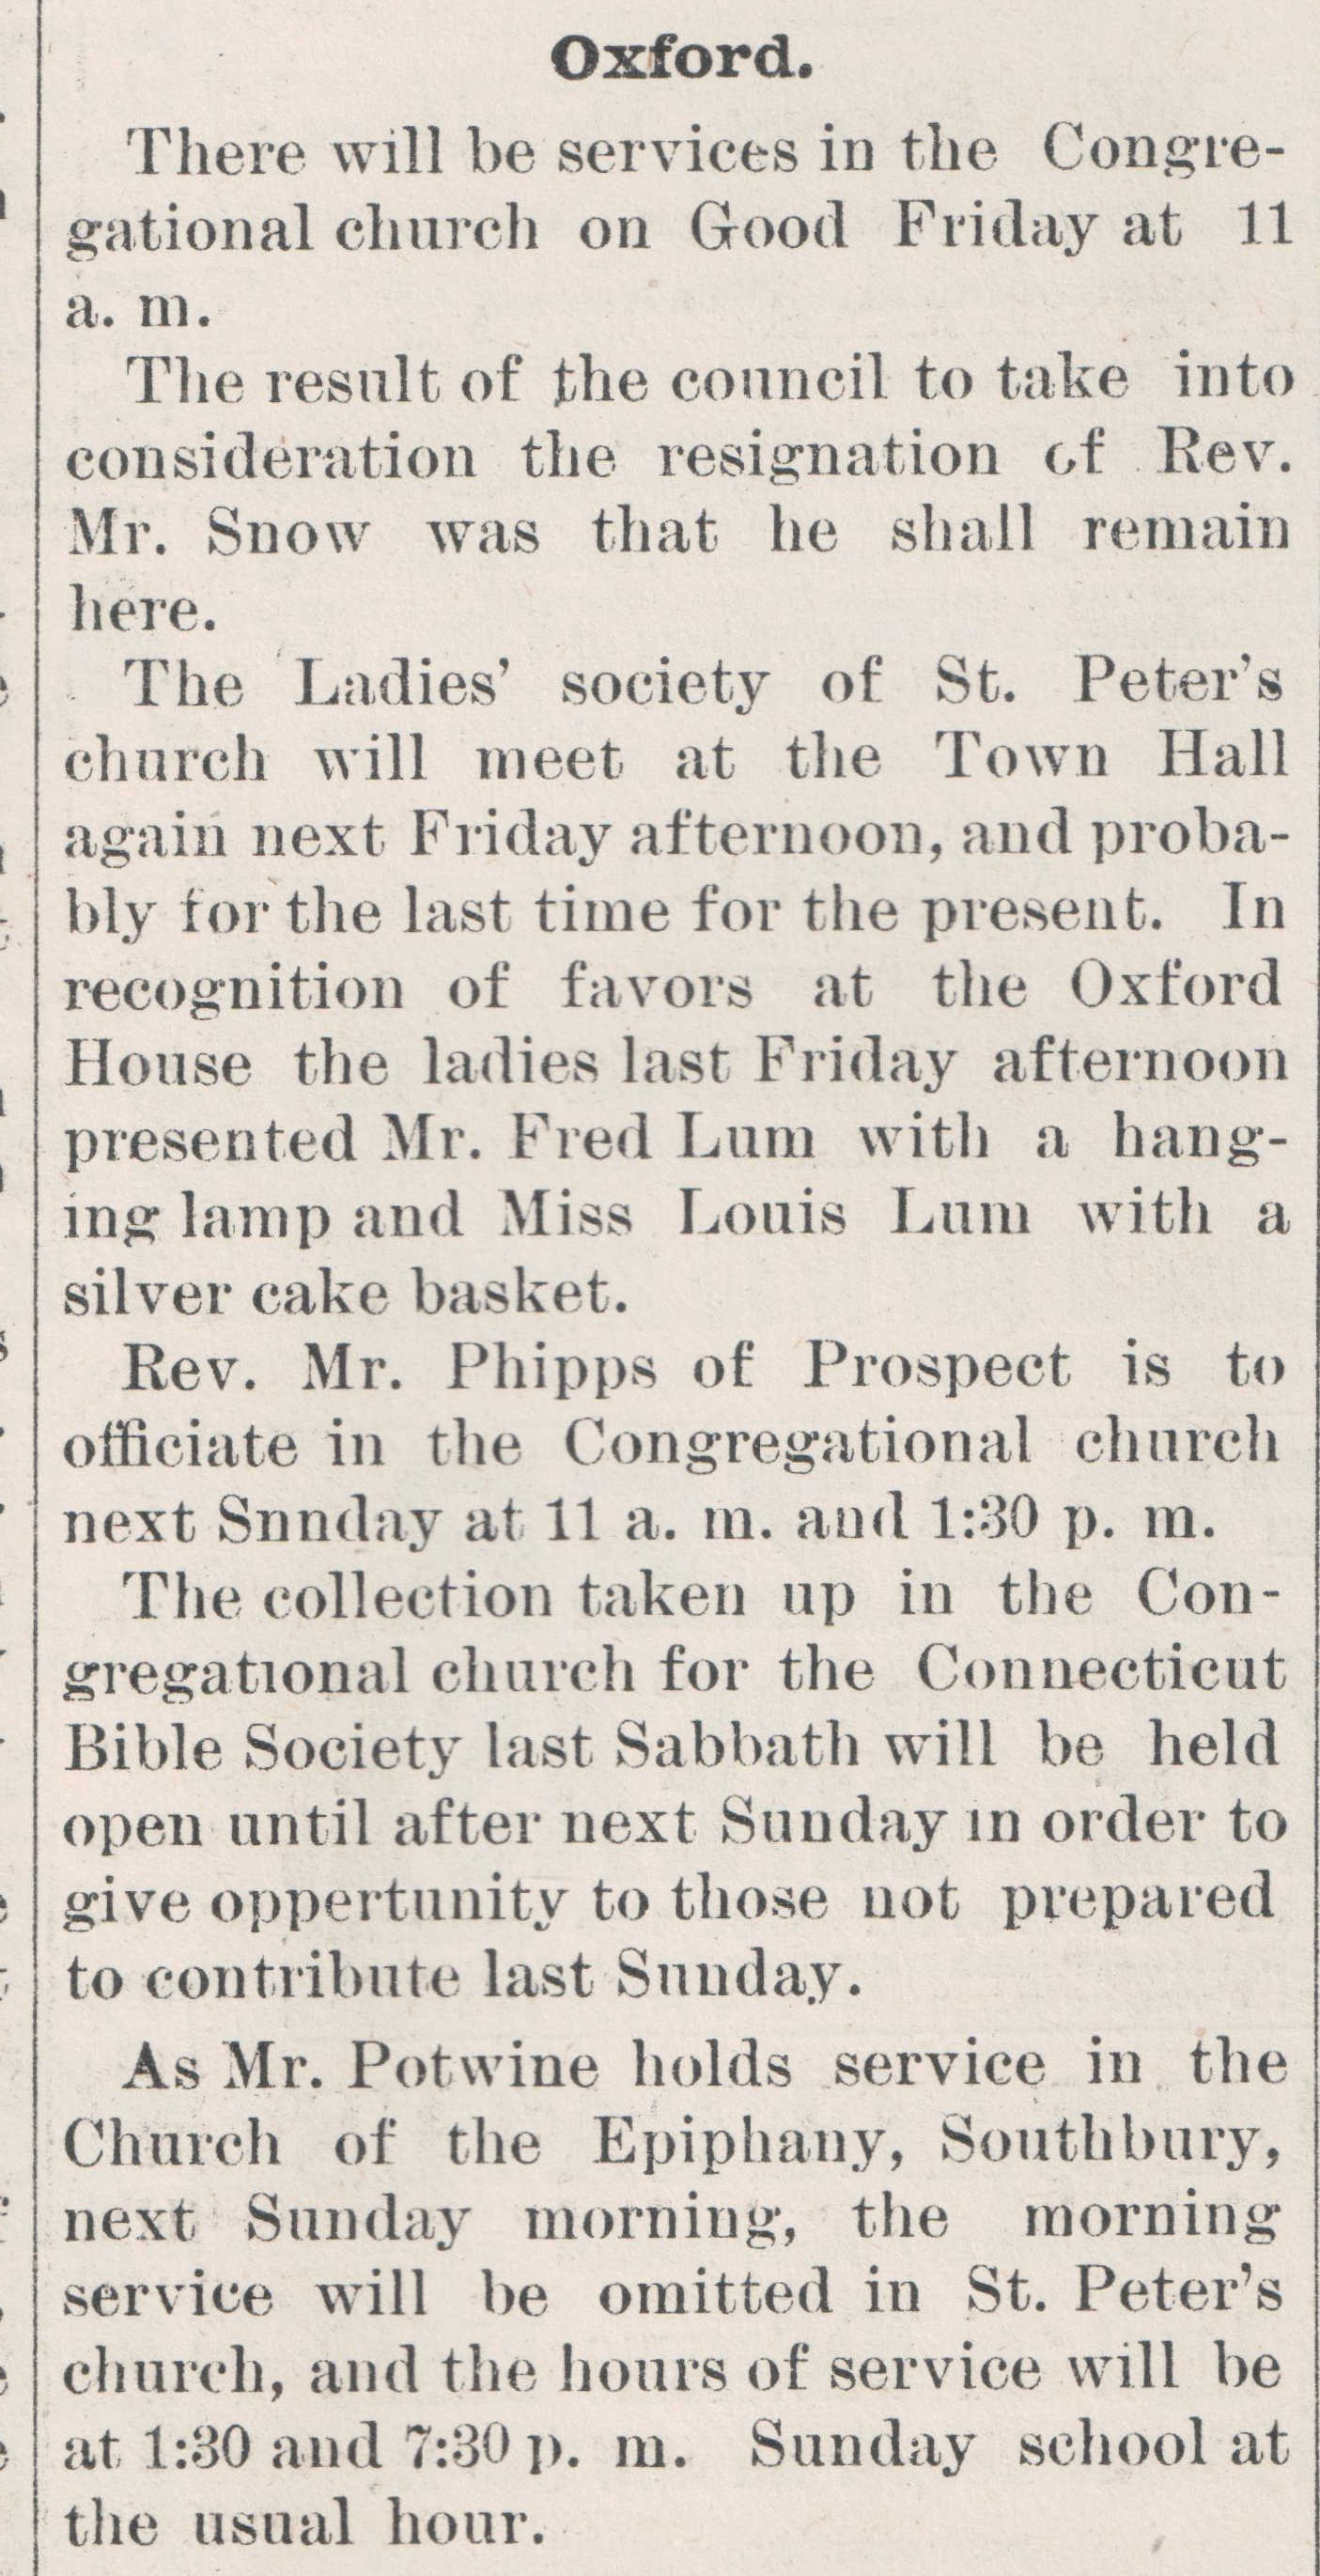 Oxford.
There will be services in the Congre-
gational church on Good Friday at 11
a. m.
The result of the council to take into
consideration the resignation of Rev.
Mr. Snow was that he shall remain
here.
The Ladies' society of St. Peter's
church will meet at the Town Hall
again next Friday afternoon, and proba-
bly for the last time for the present. In
recognition of favors at the Oxford
House the ladies last Friday afternoon
presented Mr. Fred Lum with a hang-
ing lamp and Miss Louis Lum with a
silver cake basket.
Rev. Mr. Phipps of Prospect is to
officiate in the Congregational church
next Snnday at 11 a. m. and 1:30 p. m.
The collection taken up in the Con-
gregational church for the Connecticut
Bible Society last Sabbath will be held
open until after next Sunday in order to
give oppertunity to those not prepared
to contribute last Sunday.
As Mr. Potwine holds service in the
Church of the Epiphany, Southbury,
next Sunday morning, the morning
service will be omitted in St. Peter's
church, and the hours of service will be
at 1:30 and 7:30 p. m. Sunday school at
the usual hour.